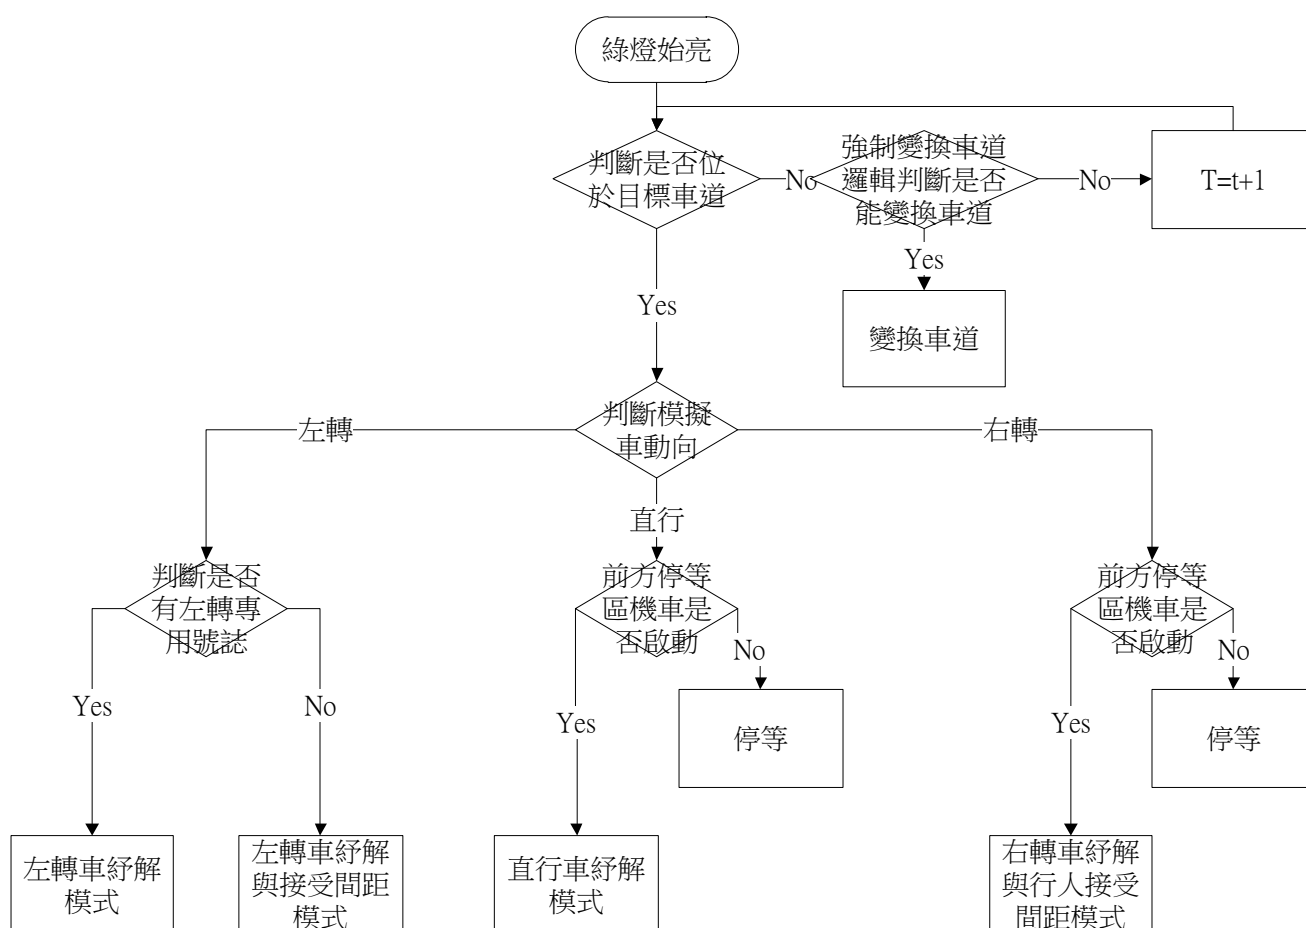 綠燈始亮
判斷是否位
於目標車道
No
強制變換車道
邏輯判斷是否
能變換車道
No
T=t+1
Yes
變換車道
Yes
判斷模擬
車動向
左轉
直行
右轉
判斷是否
有左轉專
用號誌
Yes
No
前方停等
區機車是
否啟動
Yes
No
停等
前方停等
區機車是
否啟動
Yes
No
停等
左轉車紓解
模式
左轉車紓解
與接受間距
模式
直行車紓解
模式
右轉車紓解
與行人接受
間距模式